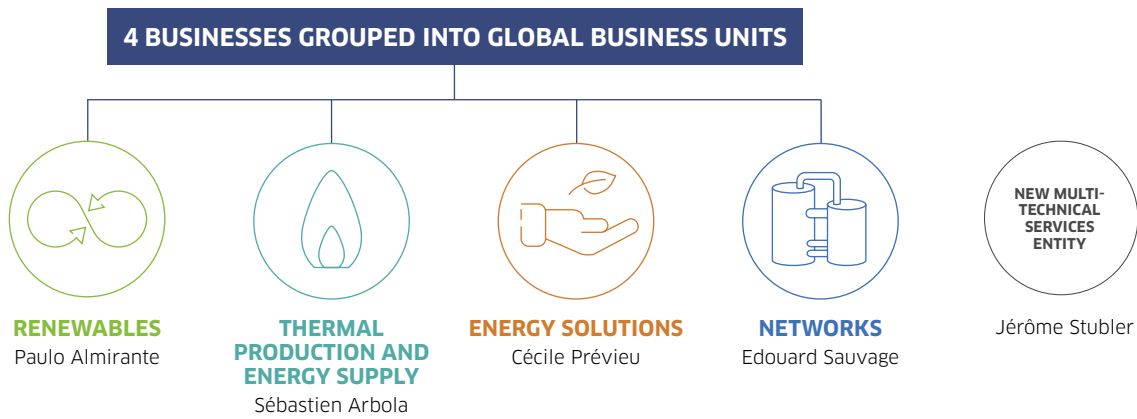 4 BUSINESSES GROUPED INTO GLOBAL BUSINESS UNITS
RENEWABLES
Paulo Almirante
THERMAL
PRODUCTION AND
ENERGY SUPPLY
Sébastien Arbola
ENERGY SOLUTIONS
Cécile Prévieu
NETWORKS
Edouard Sauvage
NEW MULTI-
TECHNICAL
SERVICES
ENTITY
Jérôme Stubler